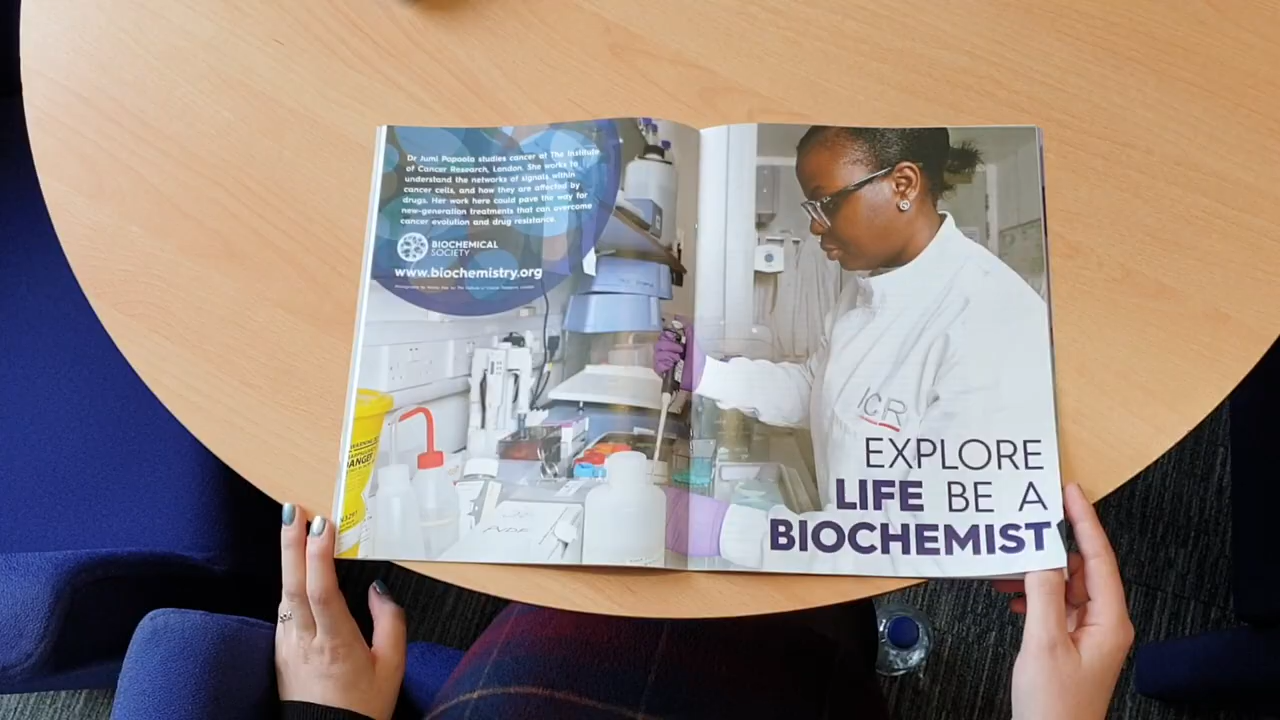 Dr Jumi Popoola studies cancer at The Institute
of Cancer Research, London. She works to
understand the networks of signals within
cancer cells, and how they are affected by
drugs. Her work here could pave the way for
new-generation treatments that can overcome
cancer evolution and drug resistance.
BIOCHEMICAL
SOCIETY
www.biochemistry.org
DANGER
ICR
EXPLORE
LIFE BE A
BIOCHEMIST